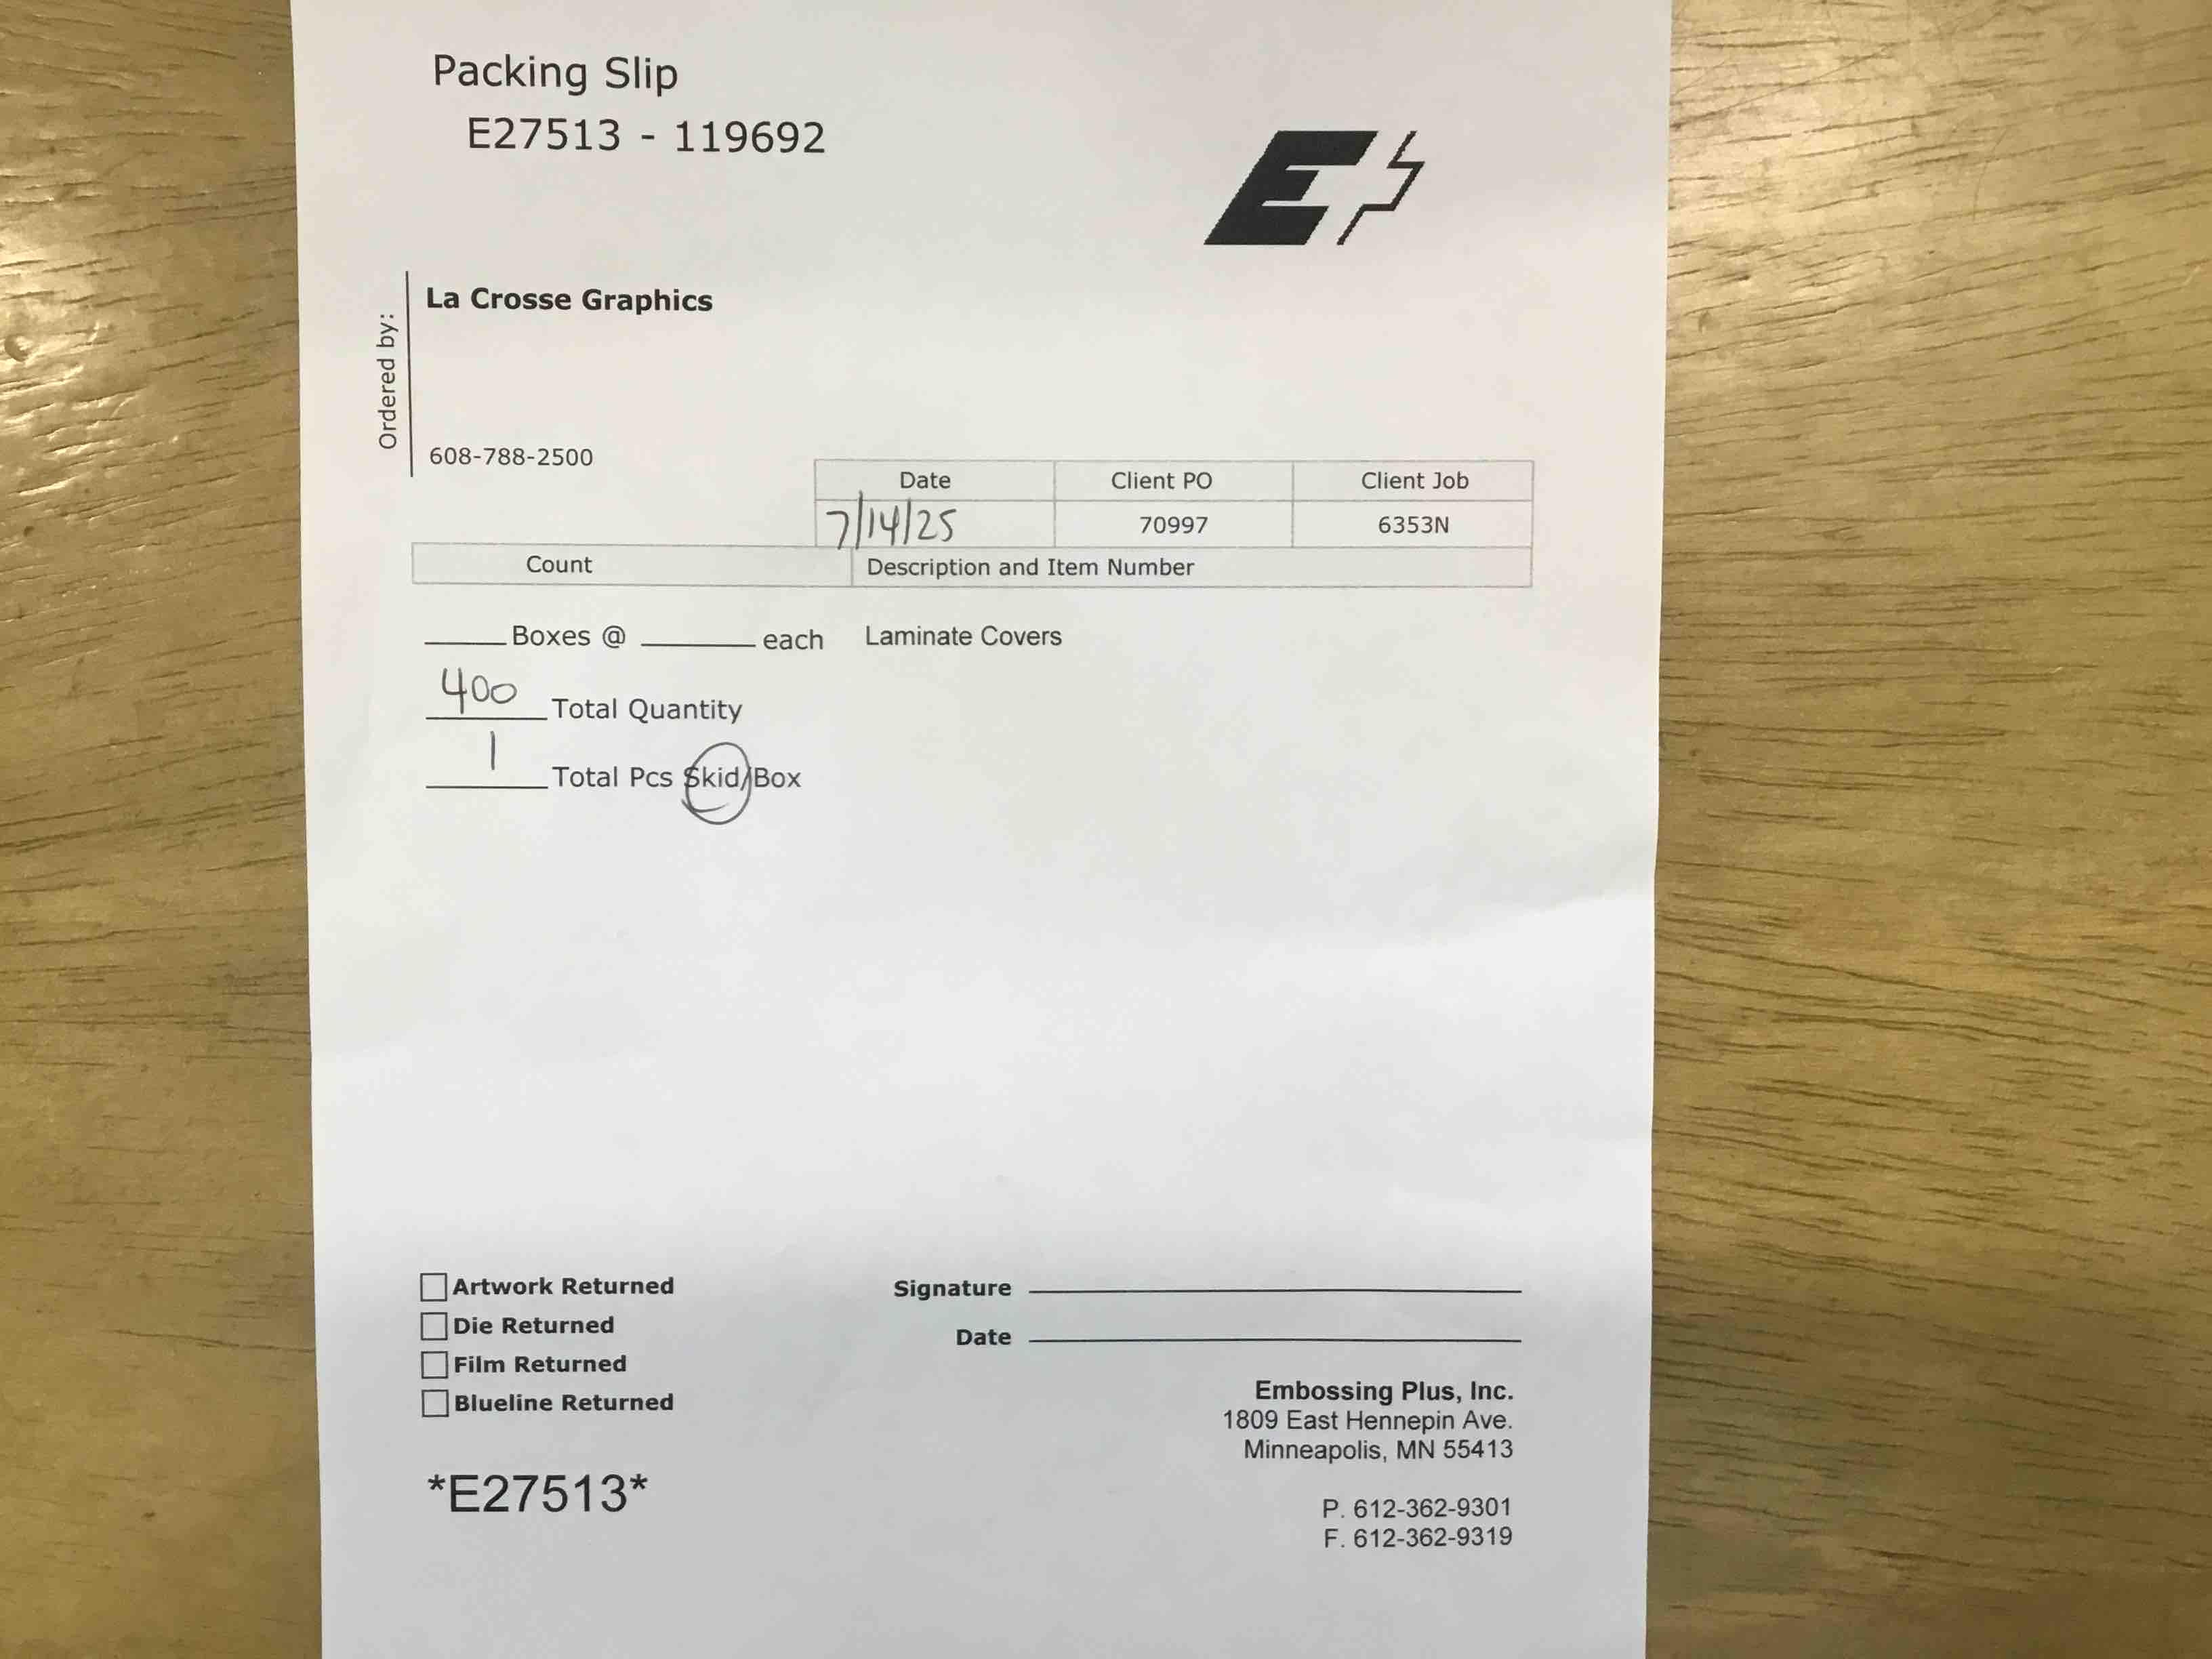 Packing Slip
E27513 - 119692
E
Ordered by:
La Crosse Graphics
608-788-2500
Date Client PO Client Job
7/14/25 70997 6353N
Count Description and Item Number
______ Boxes @ ______ each Laminate Covers
400 Total Quantity
1 Total Pcs Skid/Box
Artwork Returned
Die Returned
Film Returned
Blueline Returned
*E27513*
Signature
Date
Embossing Plus, Inc.
1809 East Hennepin Ave.
Minneapolis, MN 55413
P. 612-362-9301
F. 612-362-9319